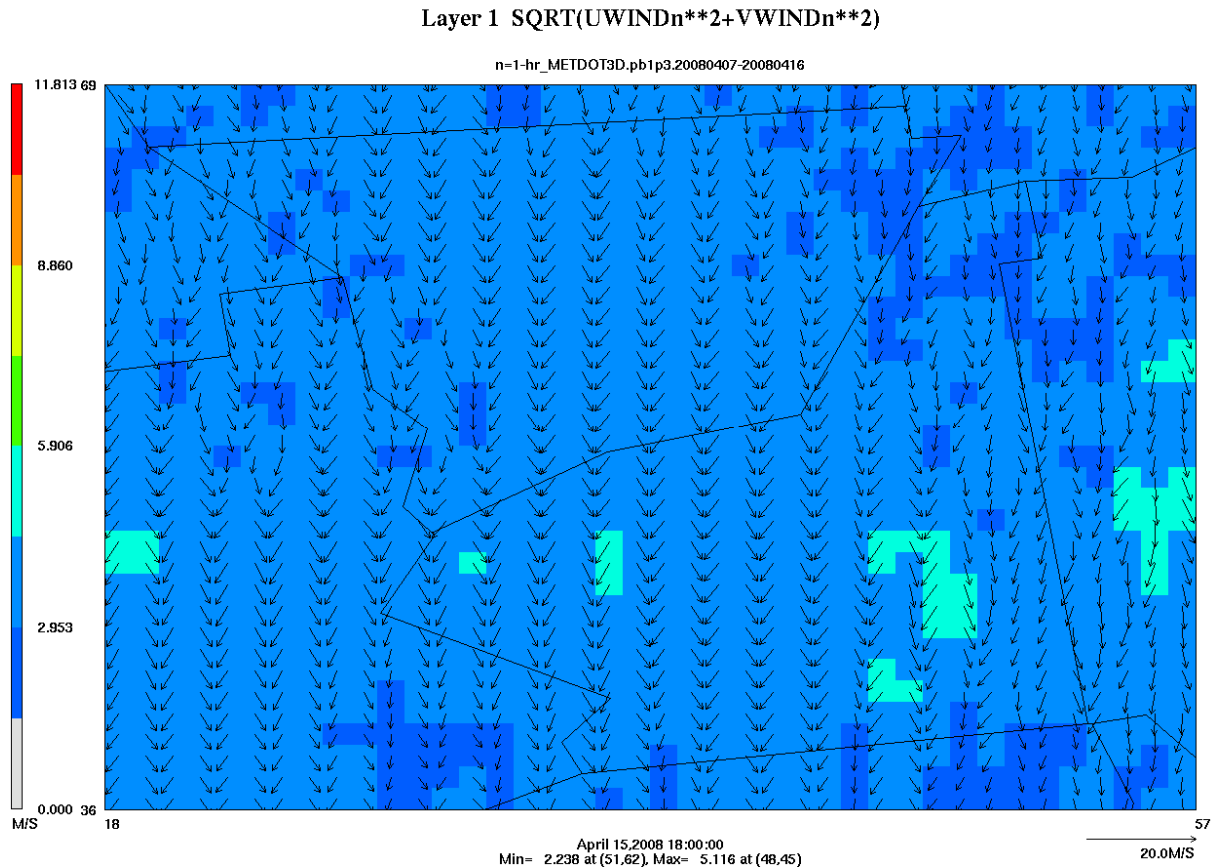 Layer 1 SQRT(UWINDn**2+VWINDn**2)
n=1-hr_METDOT3D.pb1p3.20080407-20080416
11.813 69
8.860
5.906
2.953
0.000 36
M/S 18 57
April 15,2008 18:00:00
Min= 2.238 at (51,62), Max= 5.116 at (48,45)
20.0M/S